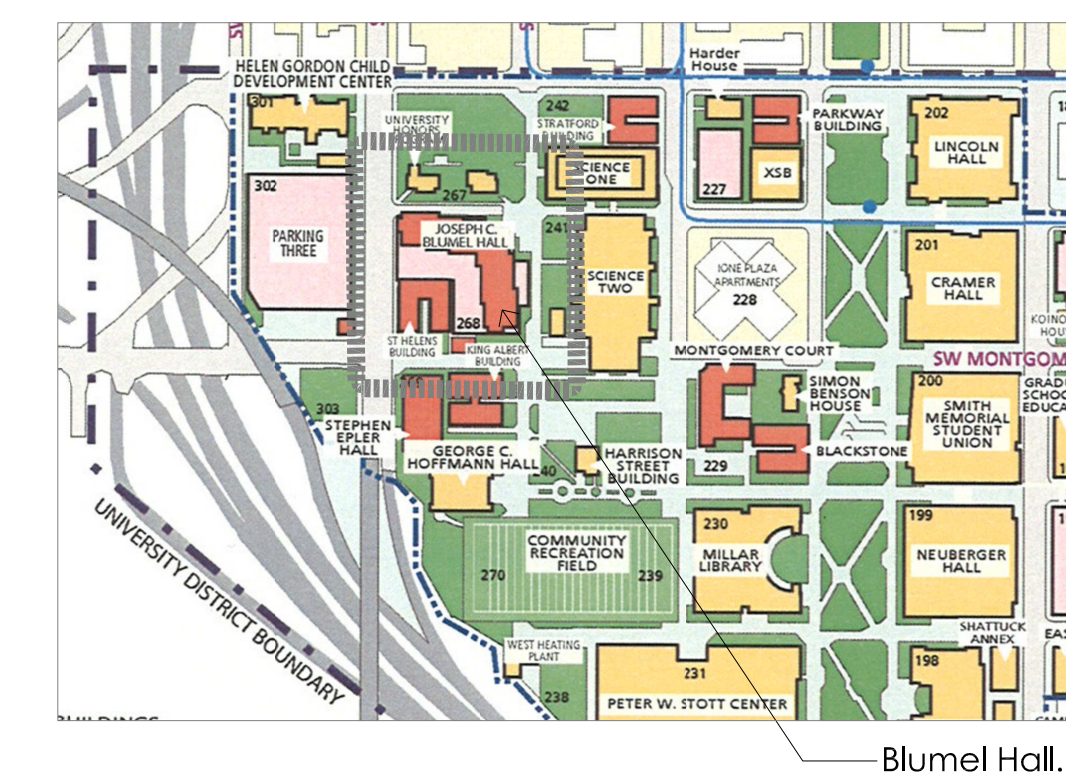 HELEN GORDON CHILD
DEVELOPMENT CENTER
301
Harder
House
242
STRATFORD
BUILDING
UNIVERSITY
HONORS
PARKWAY
BUILDING
202
LINCOLN
HALL
302
PARKING
THREE
267
SCIENCE
ONE
227
XSB
JOSEPH C.
BLUMEL HALL
241
SCIENCE
TWO
IONE PLAZA
APARTMENTS
228
201
CRAMER
HALL
268
ST HELENS
BUILDING
KING ALBERT
BUILDING
MONTGOMERY COURT
SW MONTGOM
303
STEPHEN
EPLER
HALL
GEORGE C.
HOFFMANN HALL
HARRISON
STREET
BUILDING
SIMON
BENSON
HOUSE
BLACKSTONE
229
200
SMITH
MEMORIAL
STUDENT
UNION
UNIVERSITY DISTRICT BOUNDARY
COMMUNITY
RECREATION
FIELD
270
239
230
MILLAR
LIBRARY
199
NEUBERGER
HALL
SHATTUCK
ANNEX
WEST HEATING
PLANT
238
231
PETER W. STOTT CENTER
198
Blumel Hall.